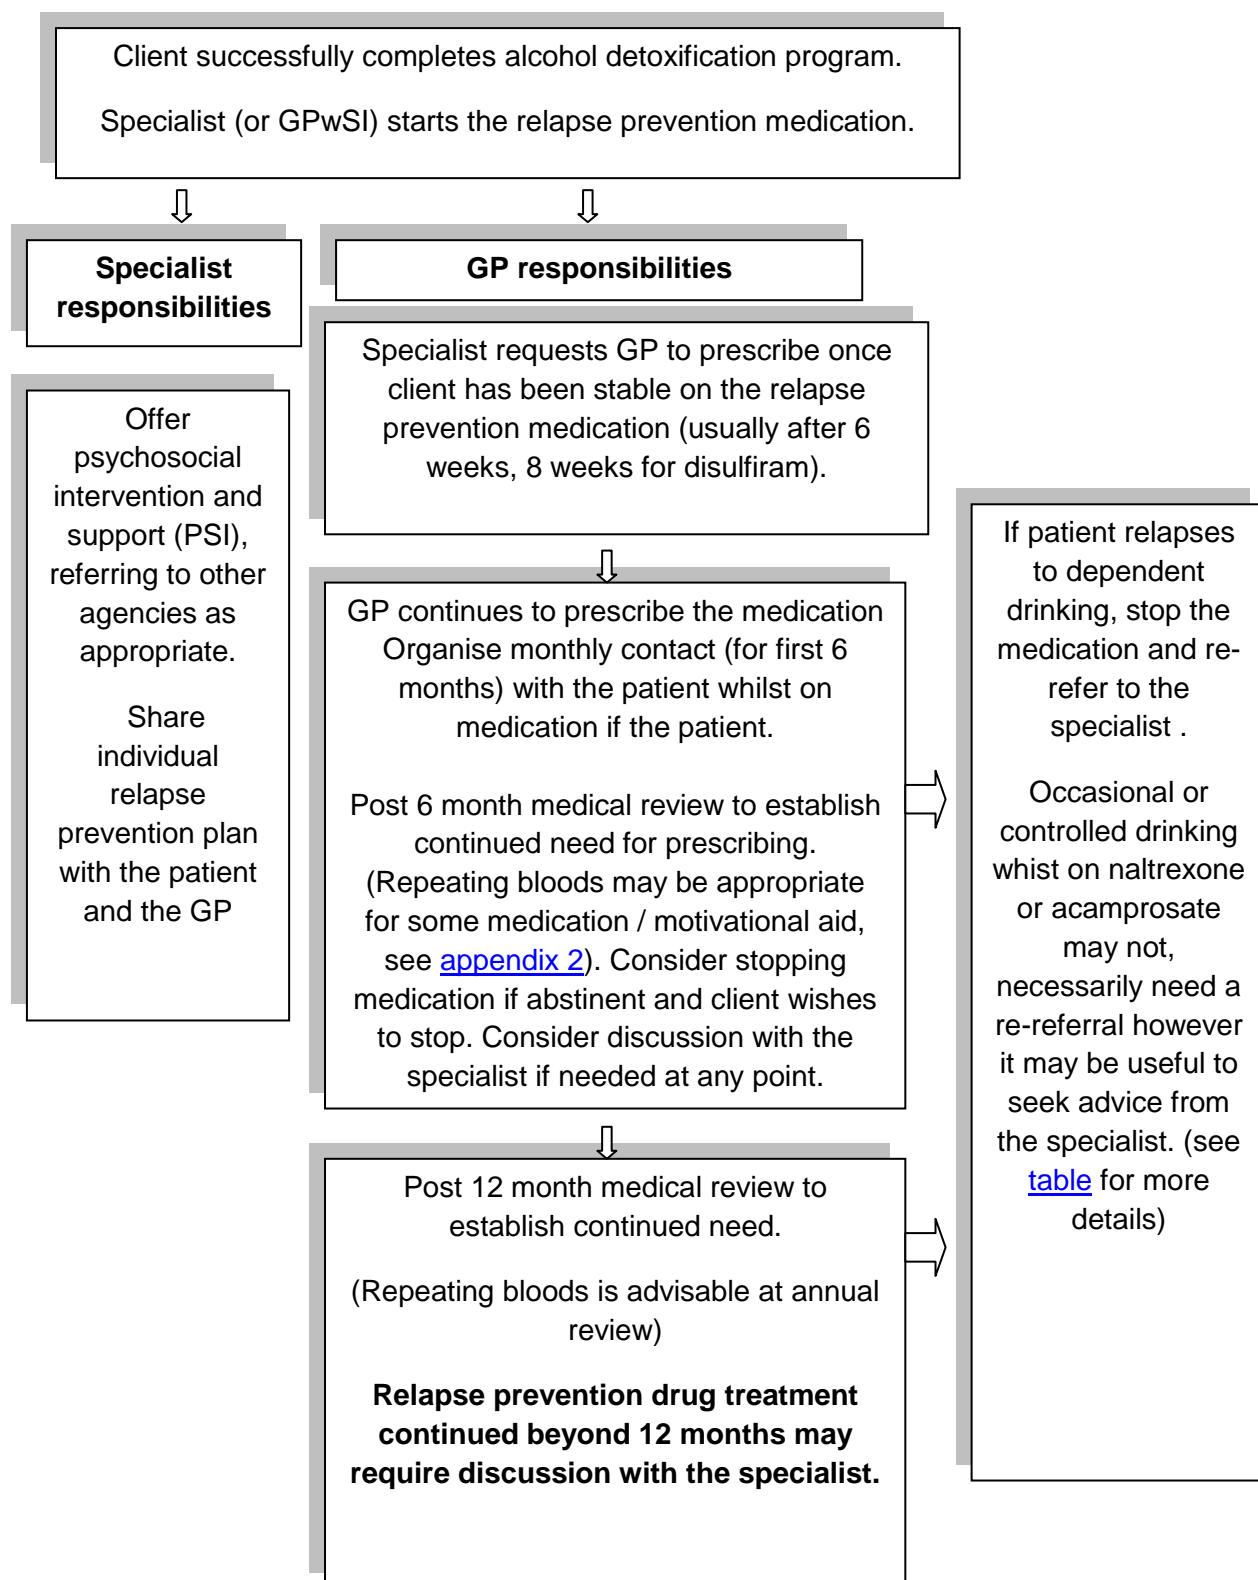 Client successfully completes alcohol detoxification program.
Specialist (or GPwSI) starts the relapse prevention medication.
Specialist
responsibilities
GP responsibilities
Offer
psychosocial
intervention and
support (PSI),
referring to other
agencies as
appropriate.
Share
individual
relapse
prevention plan
with the patient
and the GP
Specialist requests GP to prescribe once
client has been stable on the relapse
prevention medication (usually after 6
weeks, 8 weeks for disulfiram).
GP continues to prescribe the medication
Organise monthly contact (for first 6
months) with the patient whilst on
medication if the patient.
Post 6 month medical review to establish
continued need for prescribing.
(Repeating bloods may be appropriate
for some medication / motivational aid,
see appendix 2). Consider stopping
medication if abstinent and client wishes
to stop. Consider discussion with the
specialist if needed at any point.
Post 12 month medical review to
establish continued need.
(Repeating bloods is advisable at annual
review)
Relapse prevention drug treatment
continued beyond 12 months may
require discussion with the specialist.
If patient relapses
to dependent
drinking, stop the
medication and re-
refer to the
specialist .
Occasional or
controlled drinking
whist on naltrexone
or acamprosate
may not,
necessarily need a
re-referral however
it may be useful to
seek advice from
the specialist. (see
table for more
details)